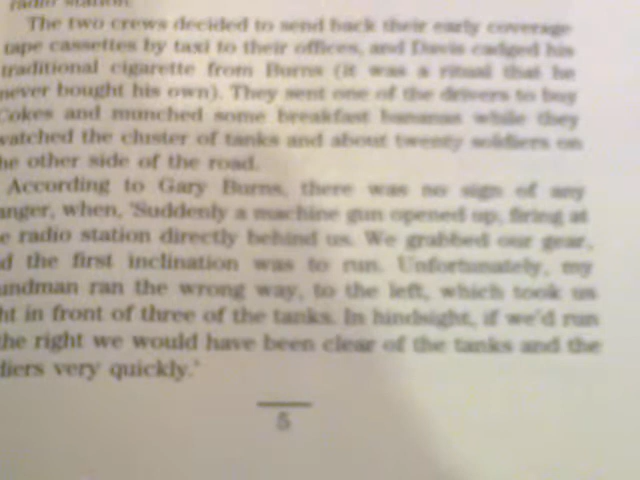 radio station.
The two crews decided to send back their early coverage
tape cassettes by taxi to their offices, and Davis cadged his
traditional cigarette from Burns (it was a ritual that he
never bought his own). They sent one of the drivers to buy
Cokes and munched some breakfast bananas while they
watched the cluster of tanks and about twenty soldiers on
he other side of the road.
According to Gary Burns, there was no sign of any
anger, when, 'Suddenly a machine gun opened up, firing at
e radio station directly behind us. We grabbed our gear,
d the first inclination was to run. Unfortunately, my
undman ran the wrong way, to the left, which took us
ht in front of three of the tanks. In hindsight, if we'd run
the right we would have been clear of the tanks and the
diers very quickly.'
5